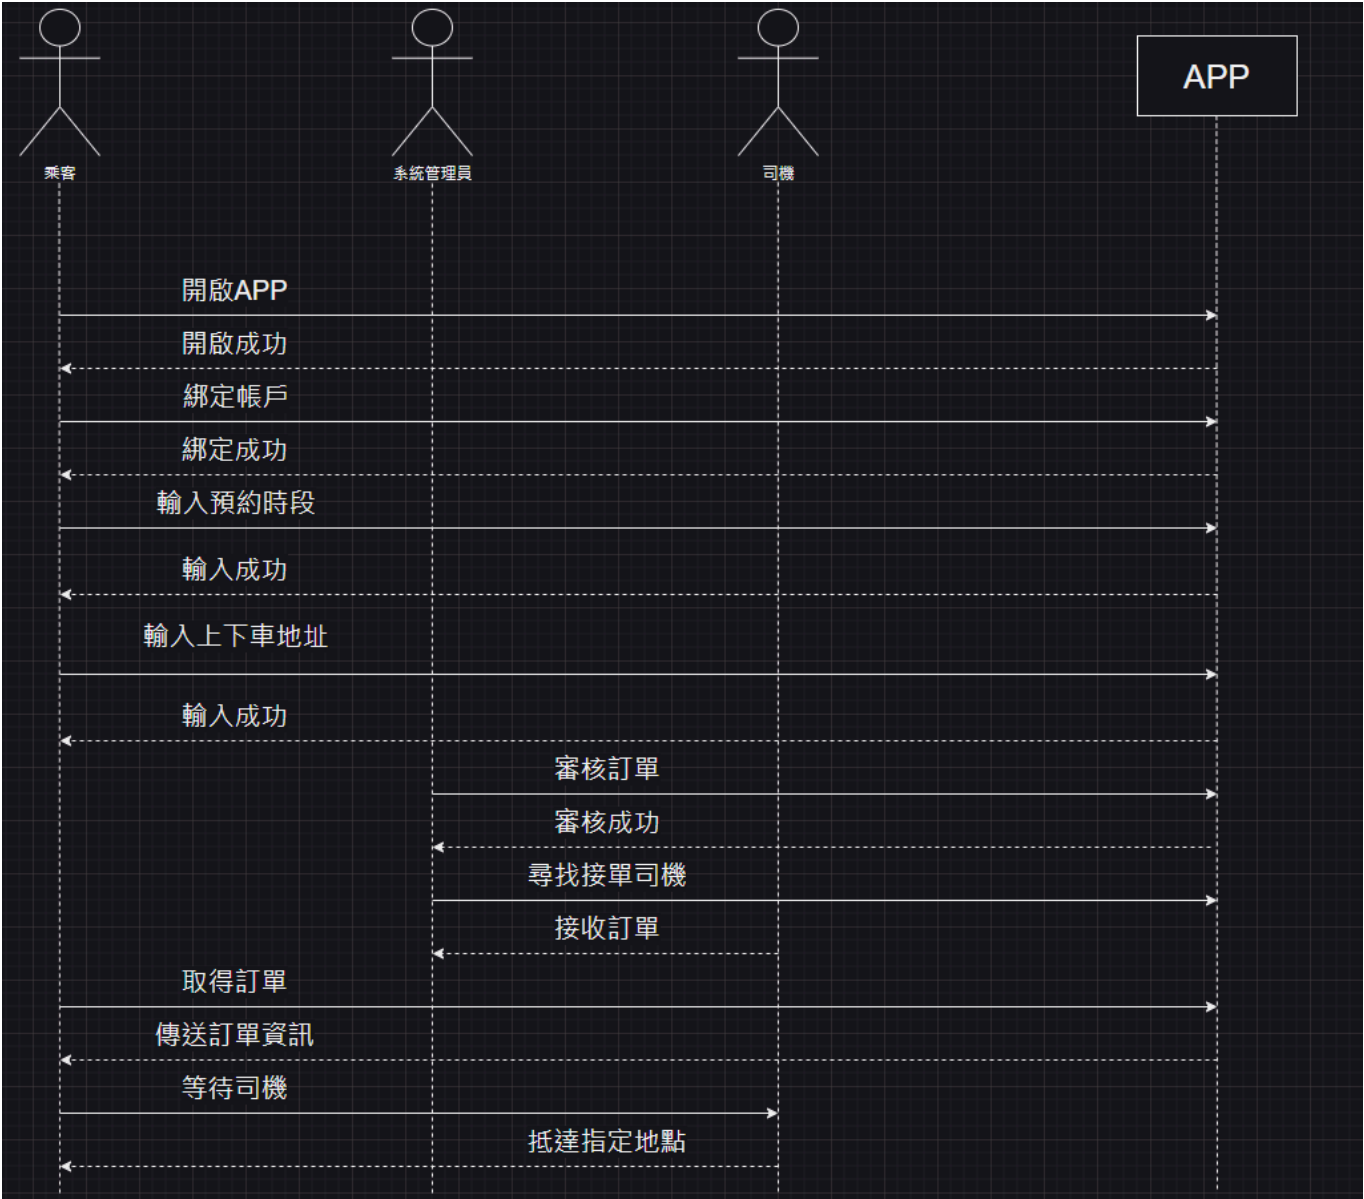 APP
乘客
系統管理員
司機
開啟APP
開啟成功
綁定帳戶
綁定成功
輸入預約時段
輸入成功
輸入上下車地址
輸入成功
審核訂單
審核成功
尋找接單司機
接收訂單
取得訂單
傳送訂單資訊
等待司機
抵達指定地點